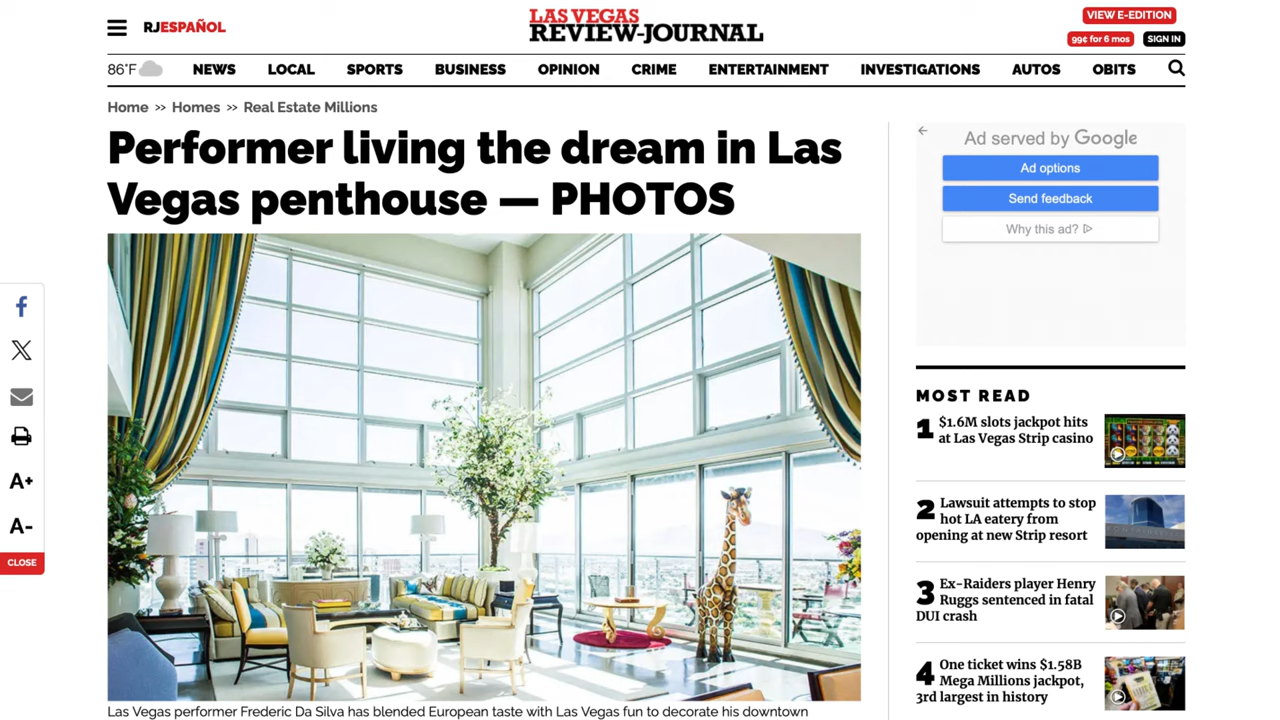 RJESPAÑOL
LAS VEGAS
REVIEW-JOURNAL
VIEW E-EDITION
99¢ for 6 mos
SIGN IN
86°F
NEWS
LOCAL
SPORTS
BUSINESS
OPINION
CRIME
ENTERTAINMENT
INVESTIGATIONS
AUTOS
OBITS
Home >> Homes >> Real Estate Millions
Performer living the dream in Las
Vegas penthouse — PHOTOS
A+
A-
CLOSE
Las Vegas performer Frederic Da Silva has blended European taste with Las Vegas fun to decorate his downtown
Ad served by Google
Ad options
Send feedback
Why this ad?
MOST READ
1 $1.6M slots jackpot hits
at Las Vegas Strip casino
2 Lawsuit attempts to stop
hot LA eatery from
opening at new Strip resort
3 Ex-Raiders player Henry
Ruggs sentenced in fatal
DUI crash
4 One ticket wins $1.58B
Mega Millions jackpot,
3rd largest in history